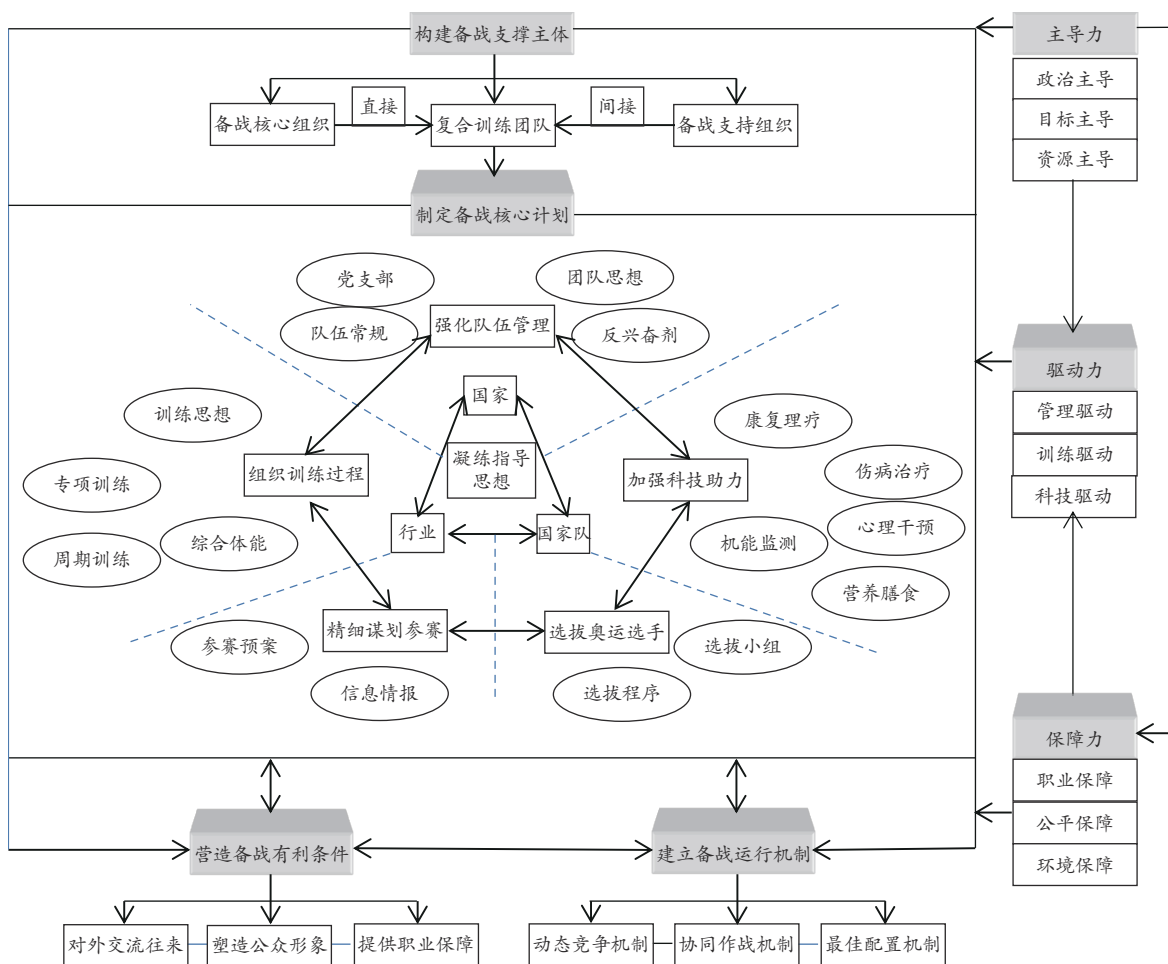 构建备战支撑主体
主导力
直接
间接
备战核心组织
复合训练团队
备战支持组织
政治主导
目标主导
资源主导
制定备战核心计划
党支部
团队思想
队伍常规
强化队伍管理
反兴奋剂
驱动力
管理驱动
训练驱动
科技驱动
国家
训练思想
康复理疗
组织训练过程
凝练指导
思想
加强科技助力
伤病治疗
专项训练
行业
国家队
心理干预
周期训练
综合体能
机能监测
营养膳食
参赛预案
精细谋划参赛
选拔奥运选手
选拔小组
信息情报
选拔程序
保障力
职业保障
公平保障
环境保障
营造备战有利条件
建立备战运行机制
对外交流往来
塑造公众形象
提供职业保障
动态竞争机制
协同作战机制
最佳配置机制